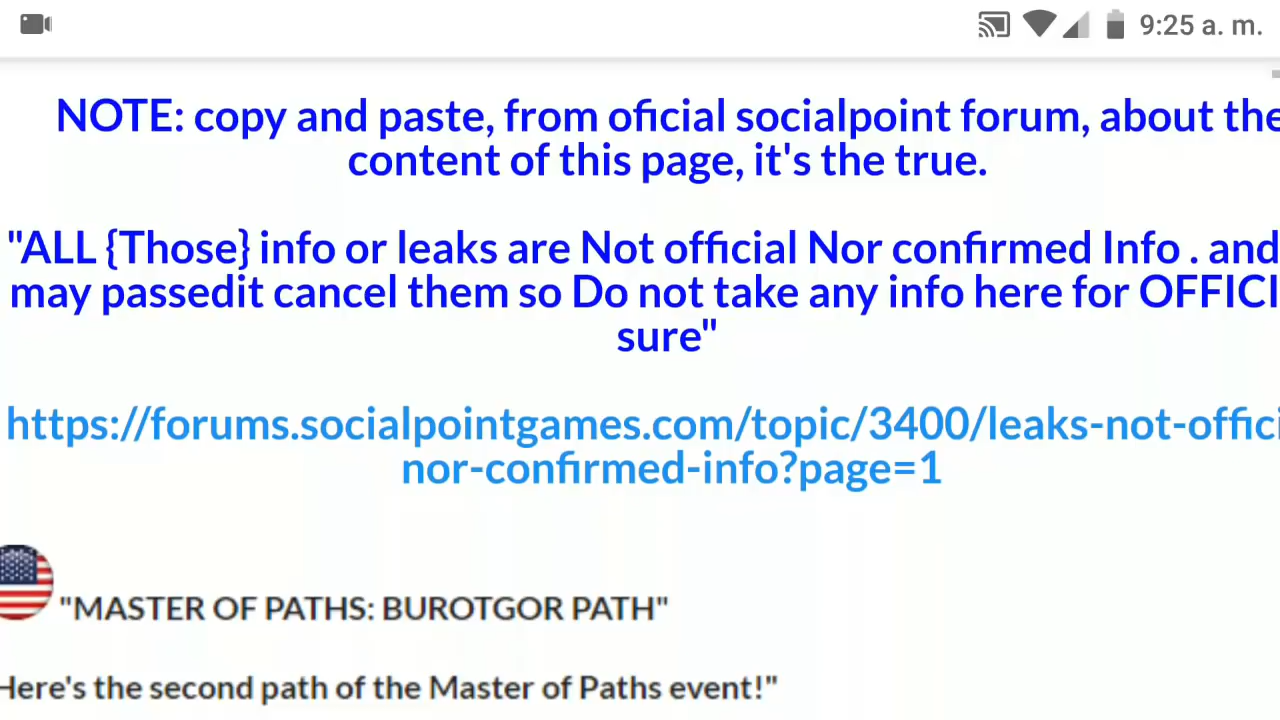 9:25 a. m.
NOTE: copy and paste, from oficial socialpoint forum, about the
content of this page, it's the true.
"ALL {Those} info or leaks are Not official Nor confirmed Info . and
may passedit cancel them so Do not take any info here for OFFICI
sure"
https://forums.socialpointgames.com/topic/3400/leaks-not-offici
nor-confirmed-info?page=1
"MASTER OF PATHS: BUROTGOR PATH"
Here's the second path of the Master of Paths event!"